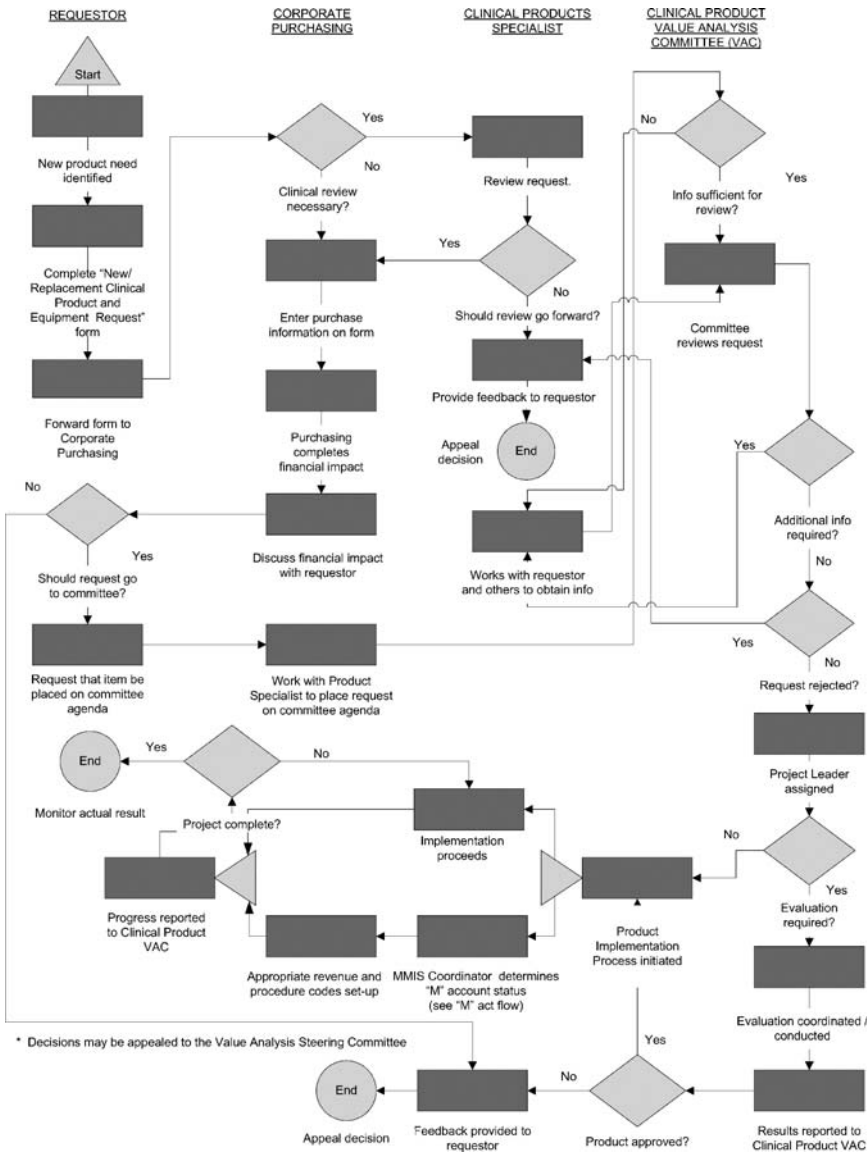 REQUESTOR
CORPORATE
PURCHASING
CLINICAL PRODUCTS
SPECIALIST
CLINICAL PRODUCT
VALUE ANALYSIS
COMMITTEE (VAC)
Start
New product need
identified
Complete "New/
Replacement Clinical
Product and
Equipment Request"
form
Forward form to
Corporate
Purchasing
No
Yes
Should request go
to committee?
Request that item be
placed on committee
agenda
Yes
No
Clinical review
necessary?
Enter purchase
information on form
Purchasing
completes
financial impact
Discuss financial impact
with requestor
Work with Product
Specialist to place request
on committee agenda
Review request.
Yes
No
Should review go forward?
Provide feedback to requestor
Appeal
decision
End
Works with requestor
and others to obtain info
No
Yes
Info sufficient for
review?
Committee
reviews request
Yes
Additional info
required?
No
Yes
No
Request rejected?
Project Leader
assigned
No
Yes
Evaluation
required?
Evaluation coordinated /
conducted
Results reported to
Clinical Product VAC
End
Yes
No
Monitor actual result
Project complete?
Implementation
proceeds
Progress reported
to Clinical Product
VAC
Appropriate revenue and
procedure codes set-up
MMIS Coordinator determines
"M" account status
(see "M" act flow)
Product
Implementation
Process initiated
* Decisions may be appealed to the Value Analysis Steering Committee
Yes
No
End
Appeal decision
Feedback provided to
requestor
Product approved?